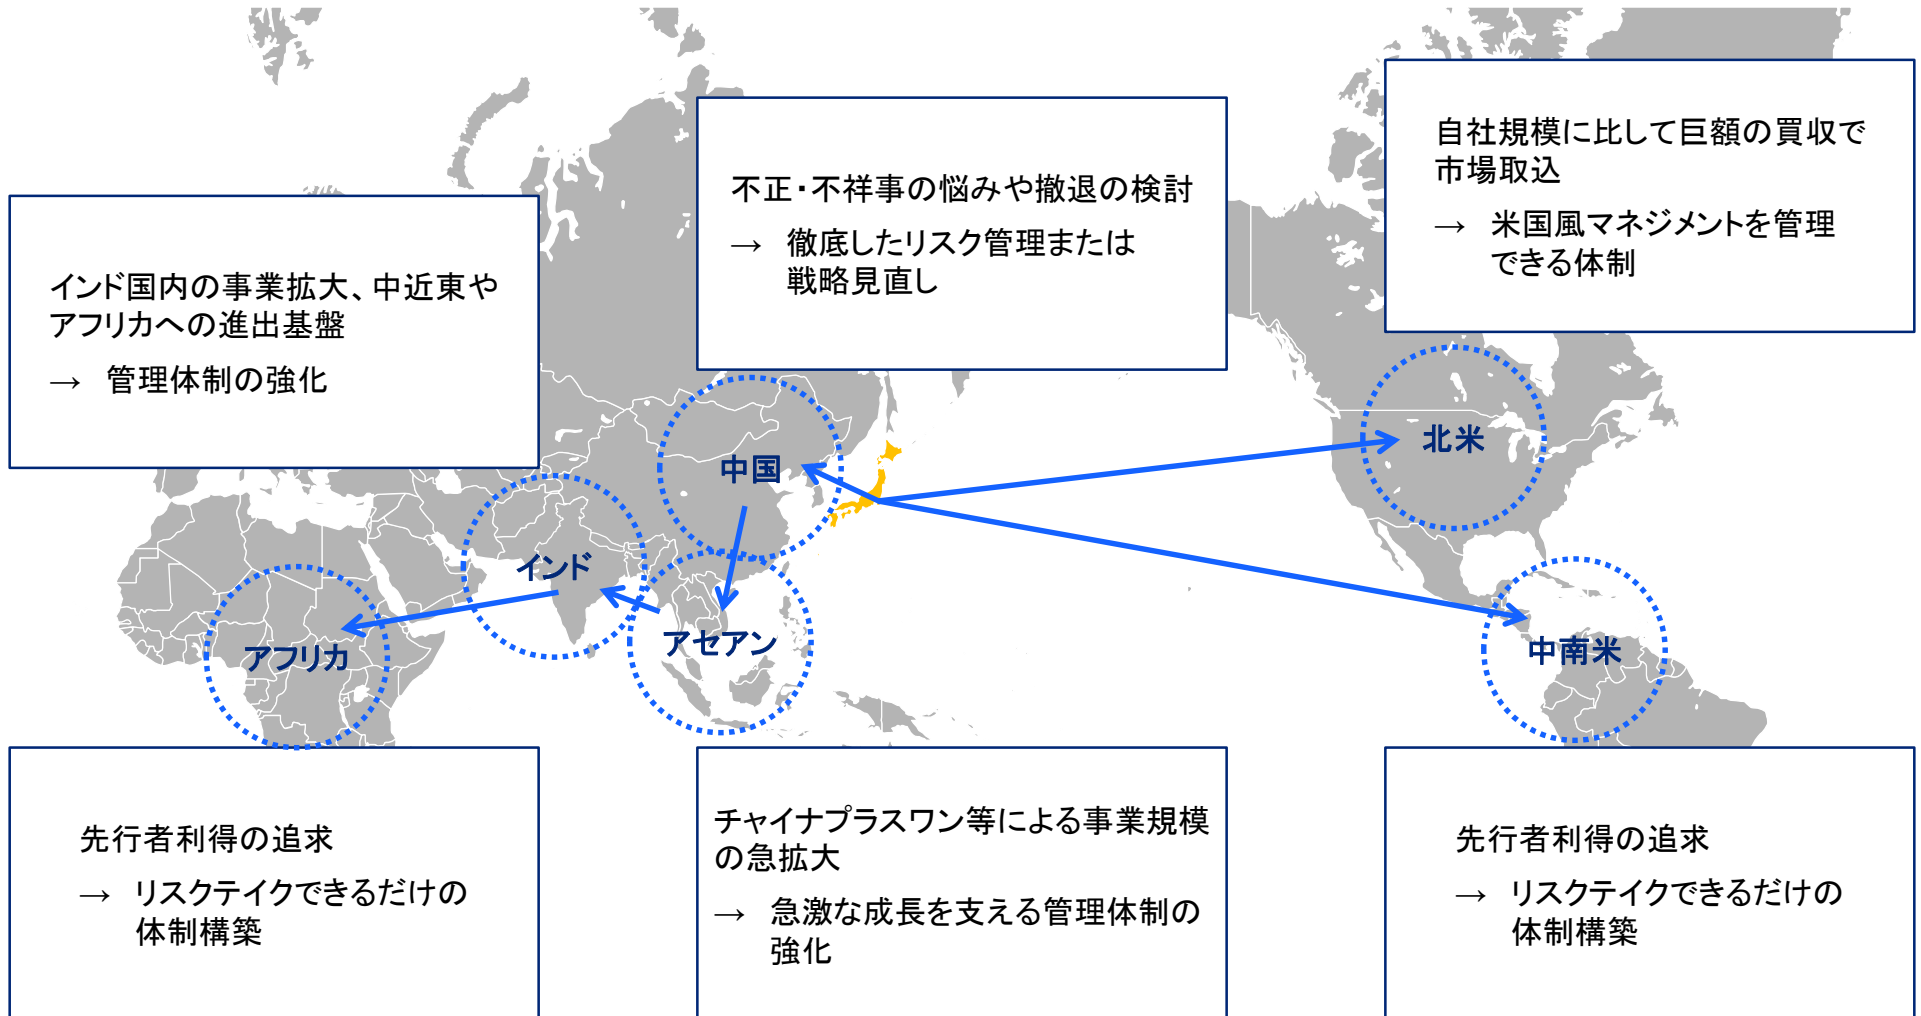 自社規模に比して巨額の買収で
市場取込
→ 米国風マネジメントを管理
できる体制
不正・不祥事の悩みや撤退の検討
→ 徹底したリスク管理または
戦略見直し
インド国内の事業拡大、中近東や
アフリカへの進出基盤
→ 管理体制の強化
北米
中国
インド
アセアン
アフリカ
中南米
先行者利得の追求
→ リスクテイクできるだけの
体制構築
チャイナプラスワン等による事業規模
の急拡大
→ 急激な成長を支える管理体制の
強化
先行者利得の追求
→ リスクテイクできるだけの
体制構築